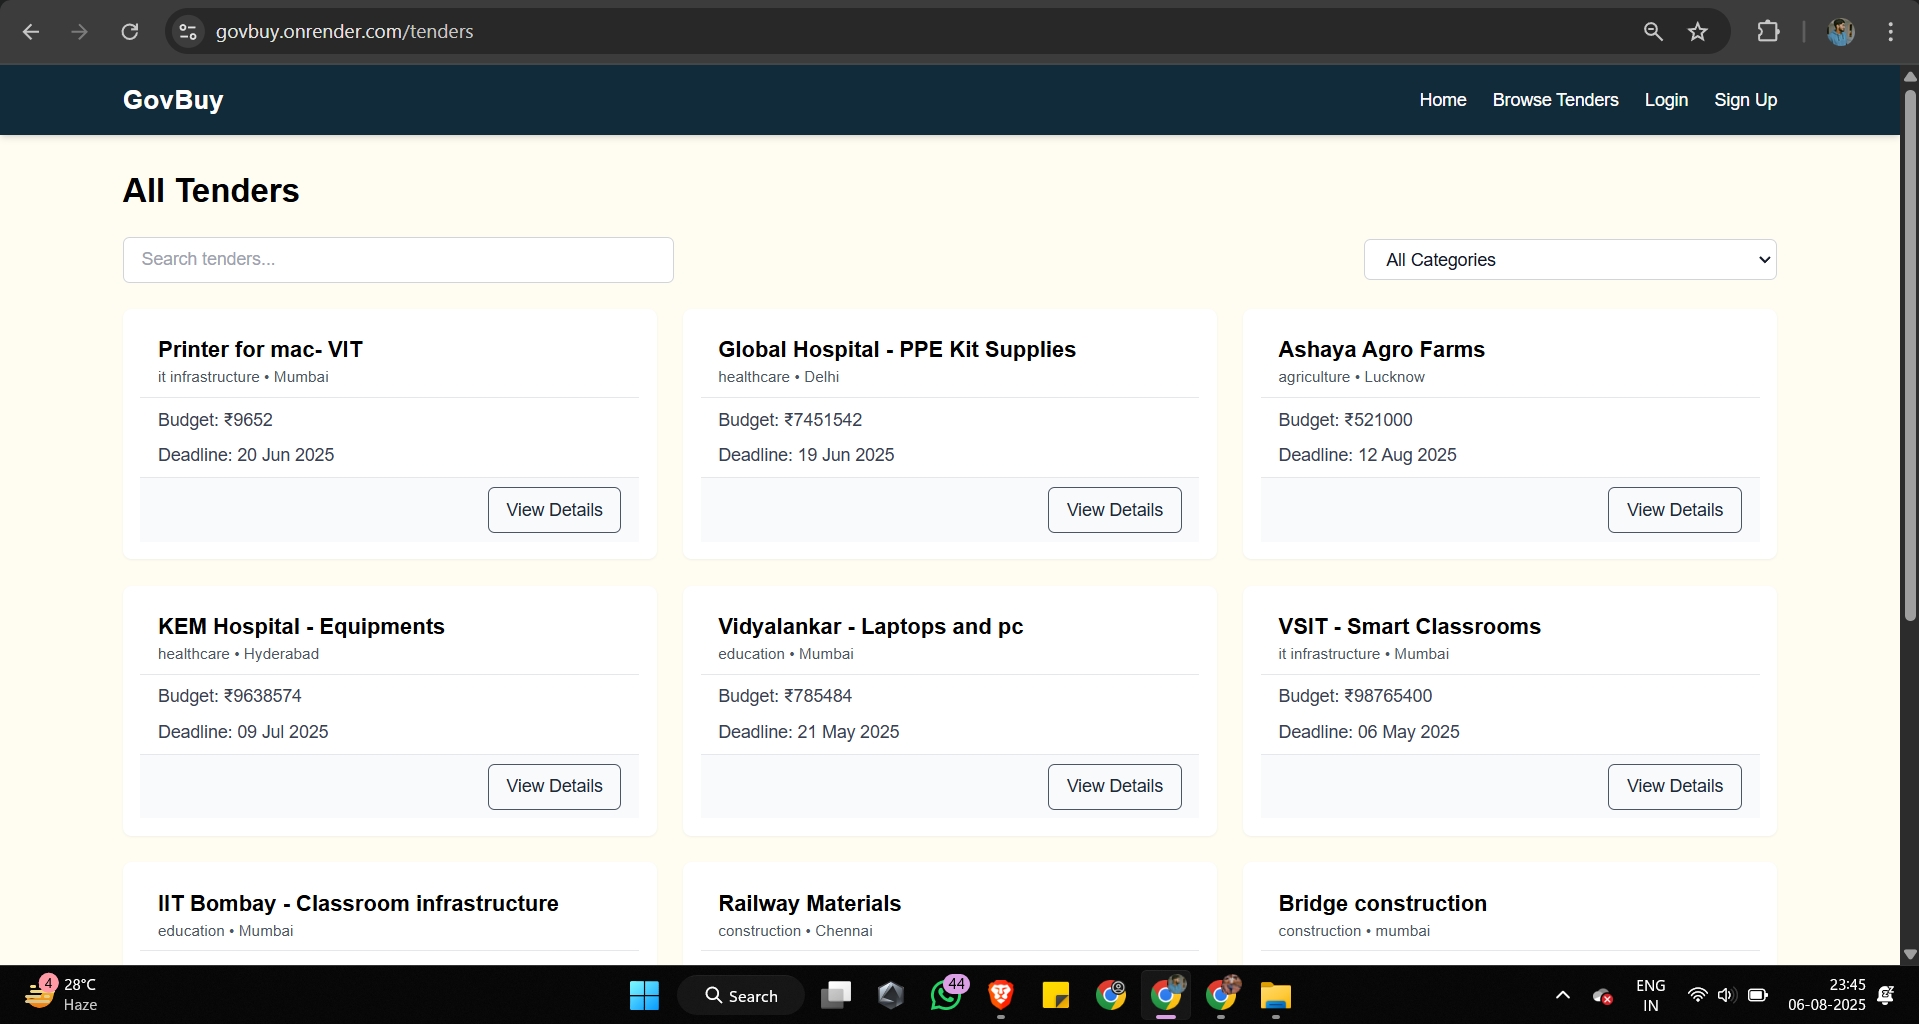 govbuy.onrender.com/tenders
GovBuy
Home Browse Tenders Login Sign Up
All Tenders
Search tenders...
All Categories
Printer for mac- VIT
it infrastructure • Mumbai
Budget: ₹9652
Deadline: 20 Jun 2025
View Details
Global Hospital - PPE Kit Supplies
healthcare • Delhi
Budget: ₹7451542
Deadline: 19 Jun 2025
View Details
Ashaya Agro Farms
agriculture • Lucknow
Budget: ₹521000
Deadline: 12 Aug 2025
View Details
KEM Hospital - Equipments
healthcare • Hyderabad
Budget: ₹9638574
Deadline: 09 Jul 2025
View Details
Vidyalankar - Laptops and pc
education • Mumbai
Budget: ₹785484
Deadline: 21 May 2025
View Details
VSIT - Smart Classrooms
it infrastructure • Mumbai
Budget: ₹98765400
Deadline: 06 May 2025
View Details
IIT Bombay - Classroom infrastructure
education • Mumbai
Railway Materials
construction • Chennai
Bridge construction
construction • mumbai
4
28°C
Haze
Search
44
ENG
IN
23:45
06-08-2025